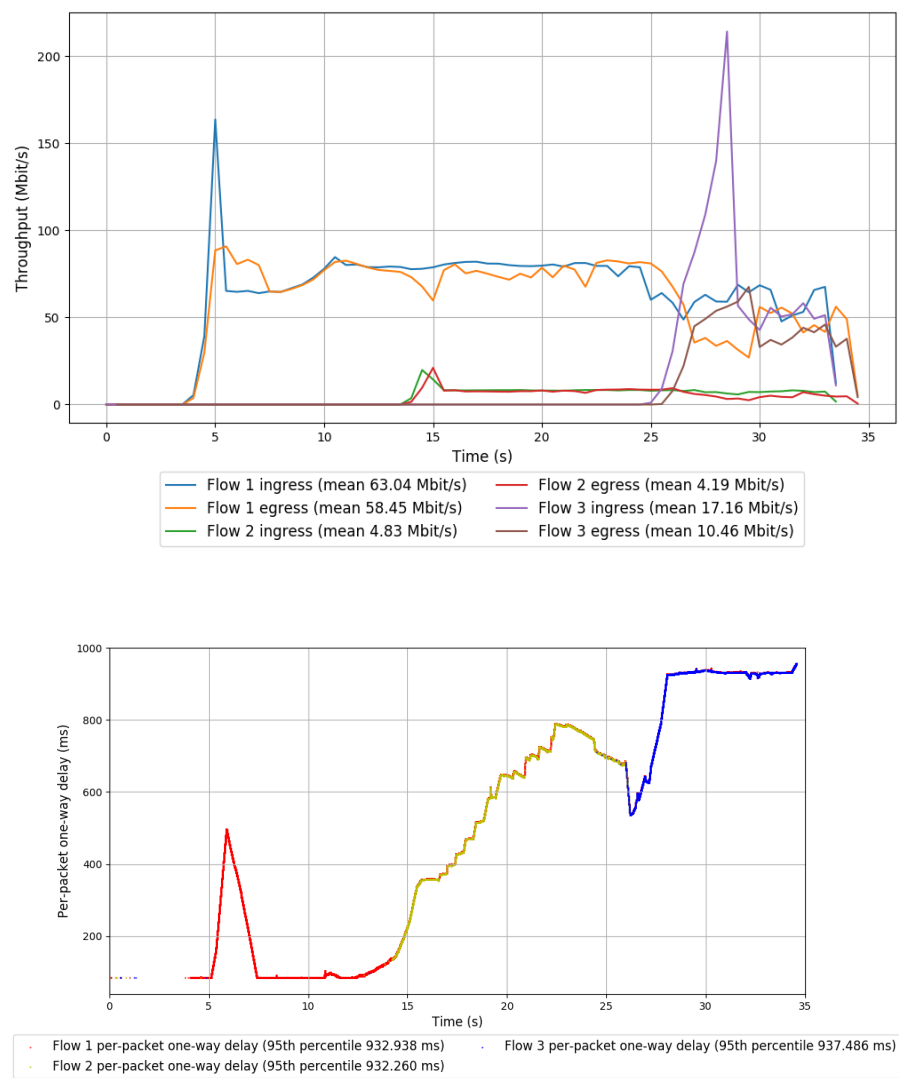 200
150
100
50
0
Throughput (Mbit/s)
0 5 10 15 20 25 30 35
Time (s)
Flow 1 ingress (mean 63.04 Mbit/s) Flow 2 egress (mean 4.19 Mbit/s)
Flow 1 egress (mean 58.45 Mbit/s) Flow 3 ingress (mean 17.16 Mbit/s)
Flow 2 ingress (mean 4.83 Mbit/s) Flow 3 egress (mean 10.46 Mbit/s)
1000
800
600
400
200
Per-packet one-way delay (ms)
0 5 10 15 20 25 30 35
Time (s)
Flow 1 per-packet one-way delay (95th percentile 932.938 ms) Flow 3 per-packet one-way delay (95th percentile 937.486 ms)
Flow 2 per-packet one-way delay (95th percentile 932.260 ms)